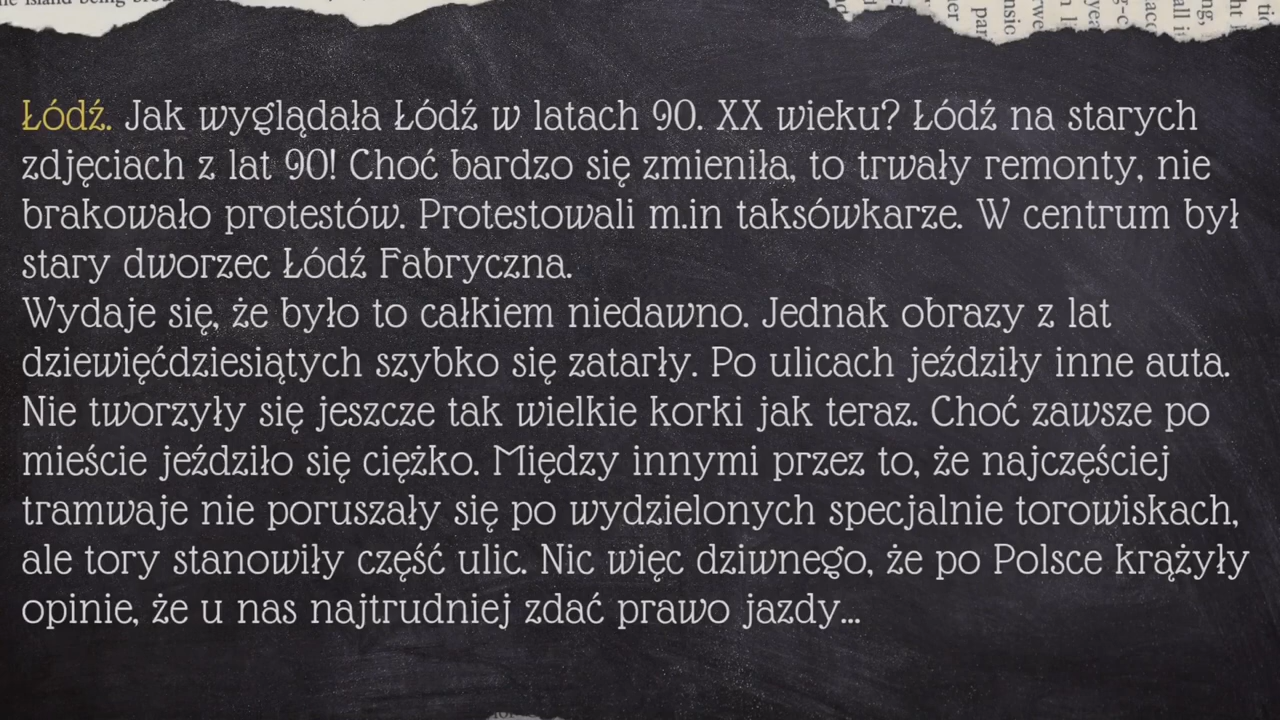 Łódź. Jak wyglądała Łódź w latach 90. XX wieku? Łódź na starych
zdjęciach z lat 90! Choć bardzo się zmieniła, to trwały remonty, nie
brakowało protestów. Protestowali m.in taksówkarze. W centrum był
stary dworzec Łódź Fabryczna.
Wydaje się, że było to całkiem niedawno. Jednak obrazy z lat
dziewięćdziesiątych szybko się zatarły. Po ulicach jeździły inne auta.
Nie tworzyły się jeszcze tak wielkie korki jak teraz. Choć zawsze po
mieście jeździło się ciężko. Między innymi przez to, że najczęściej
tramwaje nie poruszały się po wydzielonych specjalnie torowiskach,
ale tory stanowiły część ulic. Nic więc dziwnego, że po Polsce krążyły
opinie, że u nas najtrudniej zdać prawo jazdy...